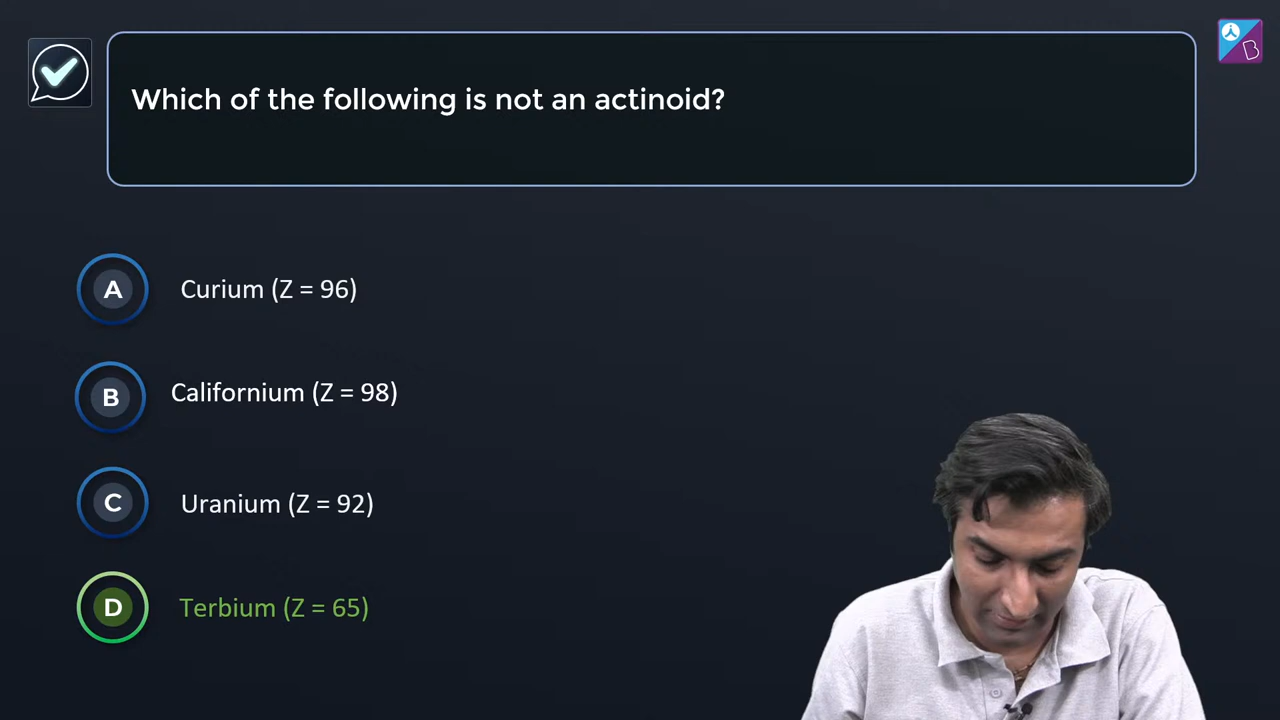 Which of the following is not an actinoid?
A Curium (Z = 96)
B Californium (Z = 98)
C Uranium (Z = 92)
D Terbium (Z = 65)
B